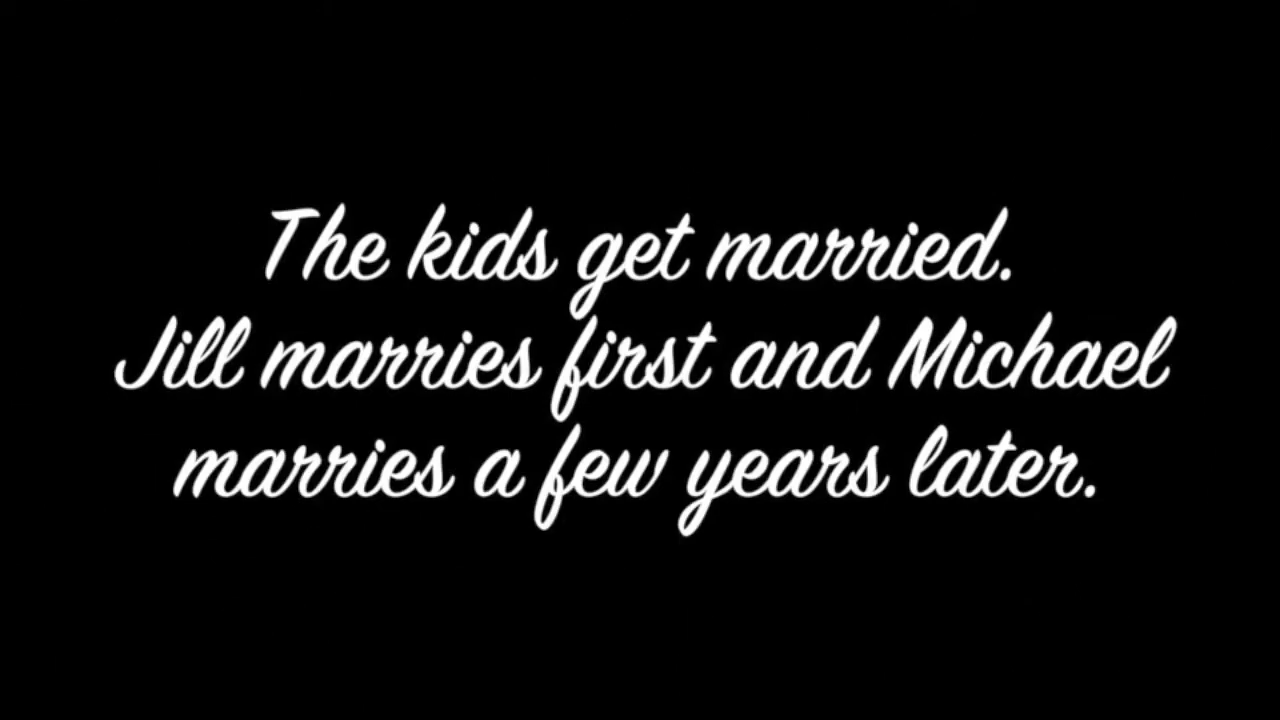 The kids get married.
Jill marries first and Michael
marries a few years later.